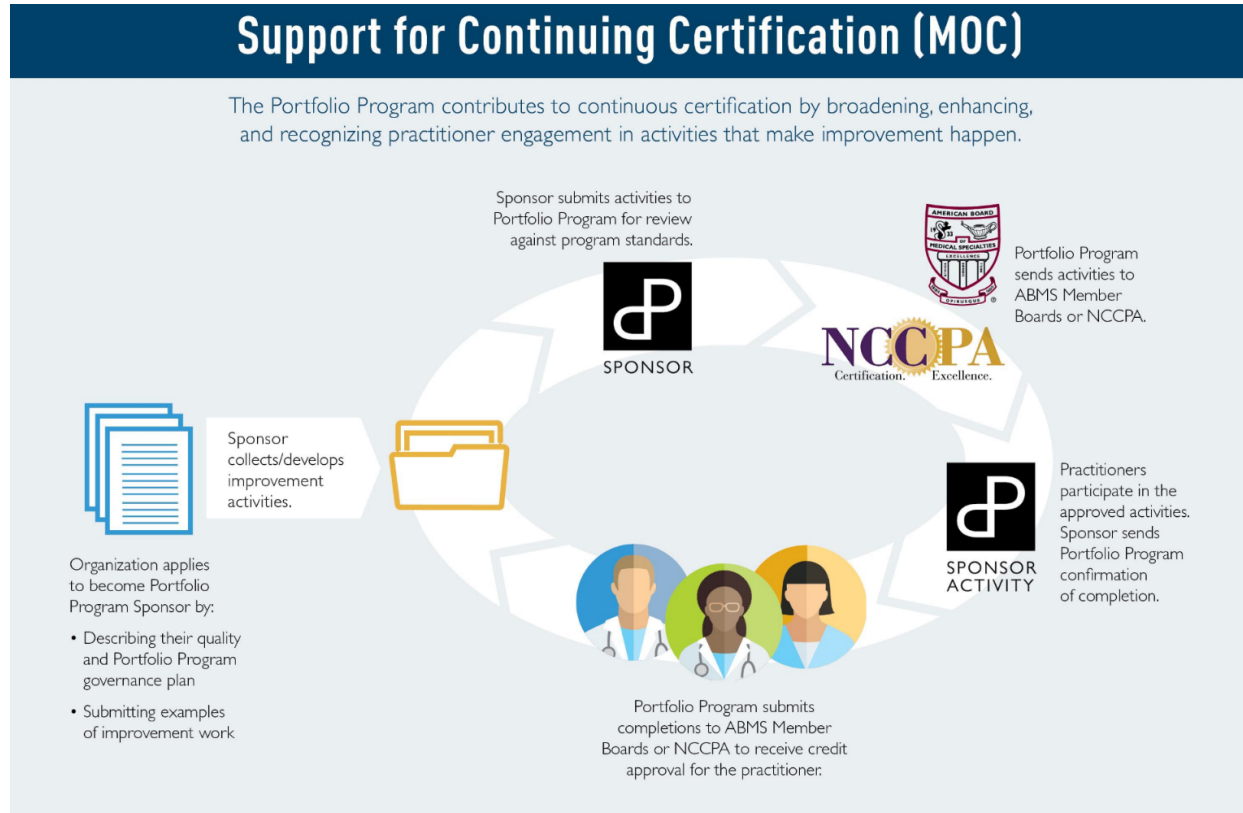 Support for Continuing Certification (MOC)
The Portfolio Program contributes to continuous certification by broadening, enhancing,
and recognizing practitioner engagement in activities that make improvement happen.
Sponsor submits activities to
Portfolio Program for review
against program standards.
SPONSOR
AMERICAN BOARD
19 33
OF
MEDICAL SPECIALTIES
EXCELLENCE
®
Portfolio Program
sends activities to
ABMS Member
Boards or NCCPA.
NCCPA
Certification. Excellence.
Sponsor
collects/develops
improvement
activities.
Organization applies
to become Portfolio
Program Sponsor by:
• Describing their quality
and Portfolio Program
governance plan
• Submitting examples
of improvement work
SPONSOR
ACTIVITY
Practitioners
participate in the
approved activities.
Sponsor sends
Portfolio Program
confirmation
of completion.
Portfolio Program submits
completions to ABMS Member
Boards or NCCPA to receive credit
approval for the practitioner.